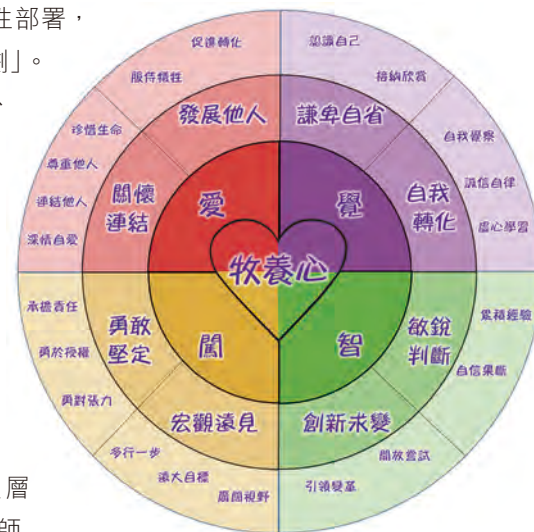 性部署，
劃」。
、
促進轉化
服侍犧牲
發展他人
珍惜生命
尊重他人
連結他人
深情自愛
關懷
連結
愛
認識自己
接納欣賞
謙卑自省
自我覺察
誠信自律
虛心學習
自我
轉化
覺
牧養心
承擔責任
勇於授權
勇對張力
勇敢
堅定
闖
宏觀遠見
令行一步
遠大目標
廣闊視野
智
敏銳
判斷
累積經驗
自信果斷
創新求變
開放嘗試
引領變革
層
師